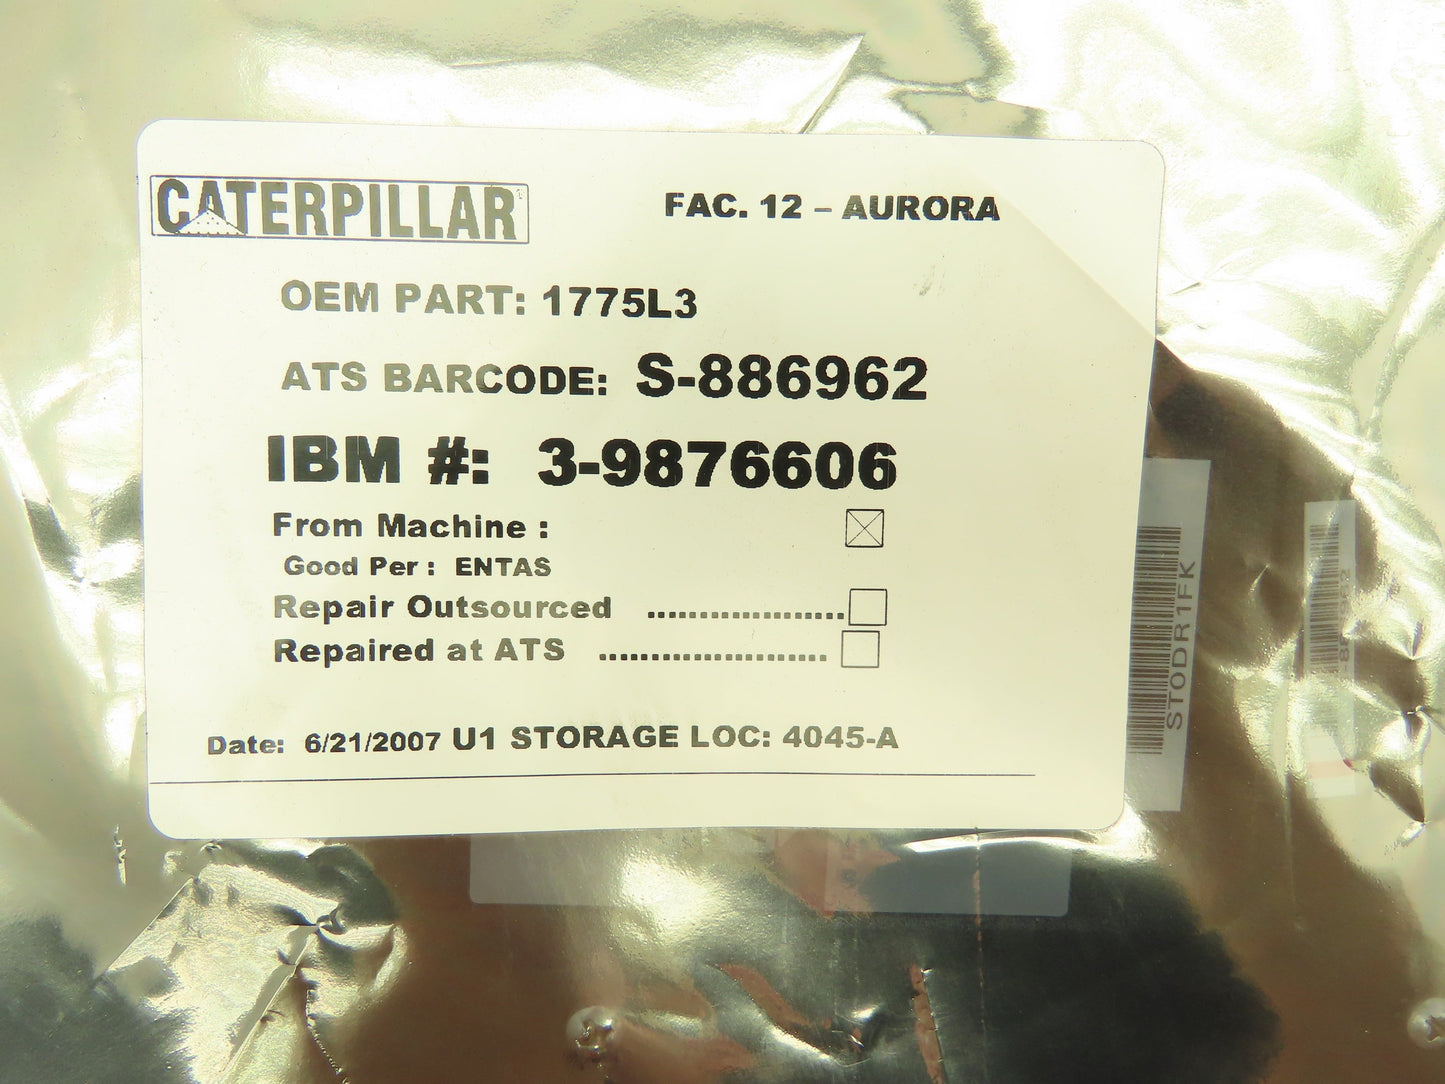 CATERPILLAR
FAC. 12 – AURORA
OEM PART: 1775L3
ATS BARCODE: S-886962
IBM #: 3-9876606
From Machine :
Good Per : ENTAS
Repair Outsourced ....................
Repaired at ATS ......................
Date: 6/21/2007 U1 STORAGE LOC: 4045-A
ST0DR1FK